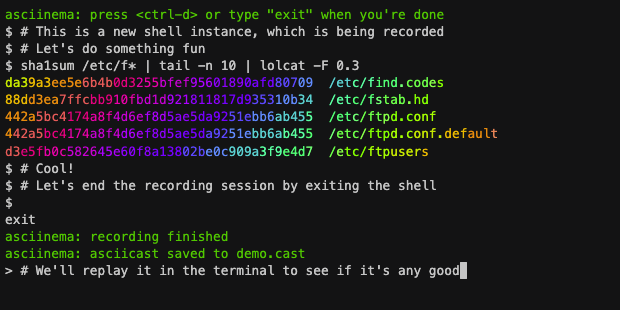 asciinema: press <ctrl-d> or type "exit" when you're done
$ # This is a new shell instance, which is being recorded
$ # Let's do something fun
$ sha1sum /etc/f* | tail -n 10 | lolcat -F 0.3
da39a3ee5e6b4b0d3255bfef95601890afd80709  /etc/find.codes
88dd3ea7ffcbb910fbd1d921811817d935310b34  /etc/fstab.hd
442a5bc4174a8f4d6ef8d5ae5da9251ebb6ab455  /etc/ftpd.conf
442a5bc4174a8f4d6ef8d5ae5da9251ebb6ab455  /etc/ftpd.conf.default
d3e5fb0c582645e60f8a13802be0c909a3f9e4d7  /etc/ftpusers
$ # Cool!
$ # Let's end the recording session by exiting the shell
$
exit
asciinema: recording finished
asciinema: asciicast saved to demo.cast
> # We'll replay it in the terminal to see if it's any good